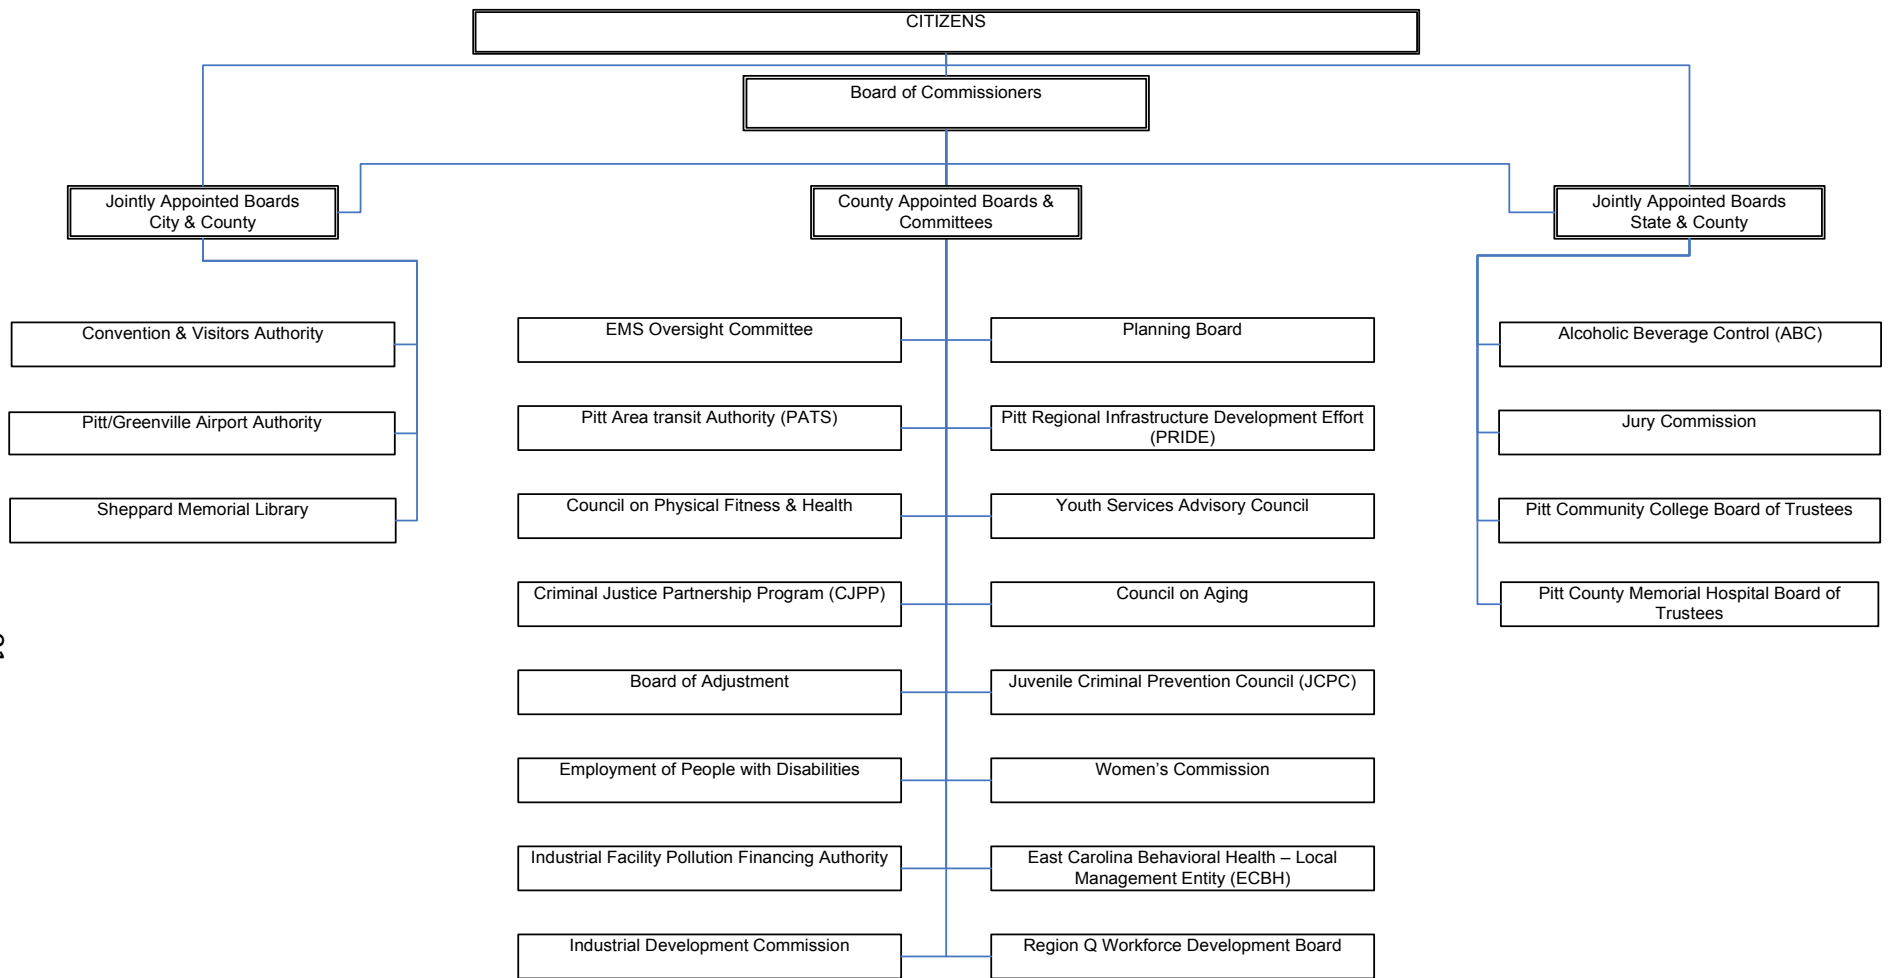 CITIZENS
Board of Commissioners
Jointly Appointed Boards
City & County
County Appointed Boards &
Committees
Jointly Appointed Boards
State & County
Convention & Visitors Authority
Pitt/Greenville Airport Authority
Sheppard Memorial Library
EMS Oversight Committee
Planning Board
Pitt Area transit Authority (PATS)
Pitt Regional Infrastructure Development Effort
(PRIDE)
Council on Physical Fitness & Health
Youth Services Advisory Council
Criminal Justice Partnership Program (CJPP)
Council on Aging
Board of Adjustment
Juvenile Criminal Prevention Council (JCPC)
Employment of People with Disabilities
Women's Commission
Industrial Facility Pollution Financing Authority
East Carolina Behavioral Health – Local
Management Entity (ECBH)
Industrial Development Commission
Region Q Workforce Development Board
Alcoholic Beverage Control (ABC)
Jury Commission
Pitt Community College Board of Trustees
Pitt County Memorial Hospital Board of
Trustees